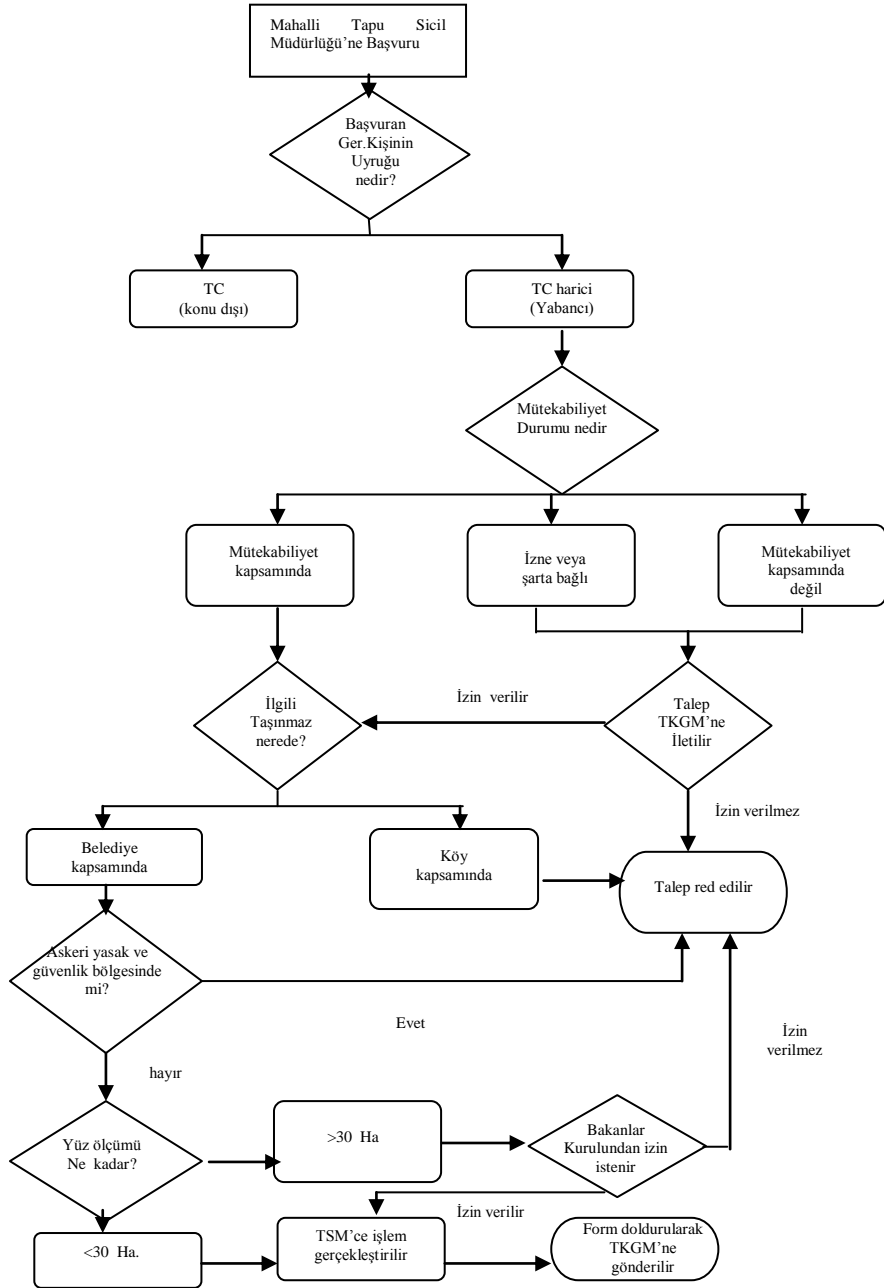 Mahalli Tapu Sicil
Müdürlüğü’ne Başvuru
Başvuran
Ger.Kişinin
Uyruğu
nedir?
TC
(konu dışı)
TC harici
(Yabancı)
Mütekabiliyet
Durumu nedir
Mütekabiliyet
kapsamında
İzne veya
şarta bağlı
Mütekabiliyet
kapsamında
değil
İlgili
Taşınmaz
nerede?
İzin verilir
Talep
TKGM’ne
İletilir
İzin verilmez
Belediye
kapsamında
Köy
kapsamında
Talep red edilir
Askeri yasak ve
güvenlik bölgesinde
mi?
Evet
İzin
verilmez
hayır
Yüz ölçümü
Ne kadar?
>30 Ha
Bakanlar
Kurulundan izin
istenir
İzin verilir
<30 Ha.
TSM’ce işlem
gerçekleştirilir
Form doldurularak
TKGM’ne
gönderilir